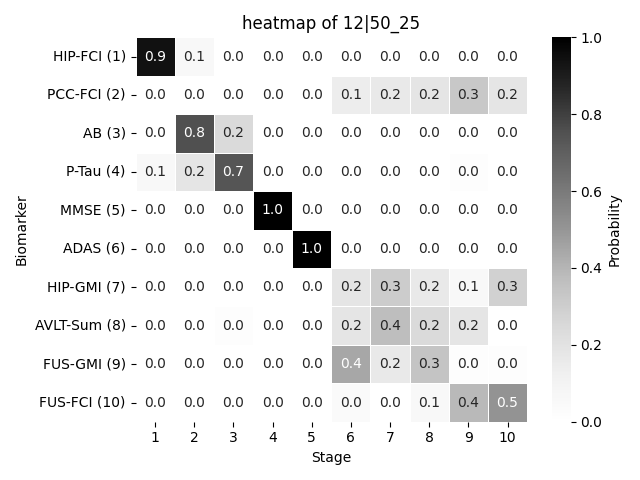 heatmap of 12|50_25
HIP-FCI (1) 0.9 0.1 0.0 0.0 0.0 0.0 0.0 0.0 0.0 0.0
PCC-FCI (2) 0.0 0.0 0.0 0.0 0.0 0.1 0.2 0.2 0.3 0.2
AB (3) 0.0 0.8 0.2 0.0 0.0 0.0 0.0 0.0 0.0 0.0
P-Tau (4) 0.1 0.2 0.7 0.0 0.0 0.0 0.0 0.0 0.0 0.0
MMSE (5) 0.0 0.0 0.0 1.0 0.0 0.0 0.0 0.0 0.0 0.0
ADAS (6) 0.0 0.0 0.0 0.0 1.0 0.0 0.0 0.0 0.0 0.0
HIP-GMI (7) 0.0 0.0 0.0 0.0 0.0 0.2 0.3 0.2 0.1 0.3
AVLT-Sum (8) 0.0 0.0 0.0 0.0 0.0 0.2 0.4 0.2 0.2 0.0
FUS-GMI (9) 0.0 0.0 0.0 0.0 0.0 0.4 0.2 0.3 0.0 0.0
FUS-FCI (10) 0.0 0.0 0.0 0.0 0.0 0.0 0.0 0.1 0.4 0.5
1 2 3 4 5 6 7 8 9 10
Stage
Biomarker
1.0
0.8
0.6
0.4
0.2
0.0
Probability